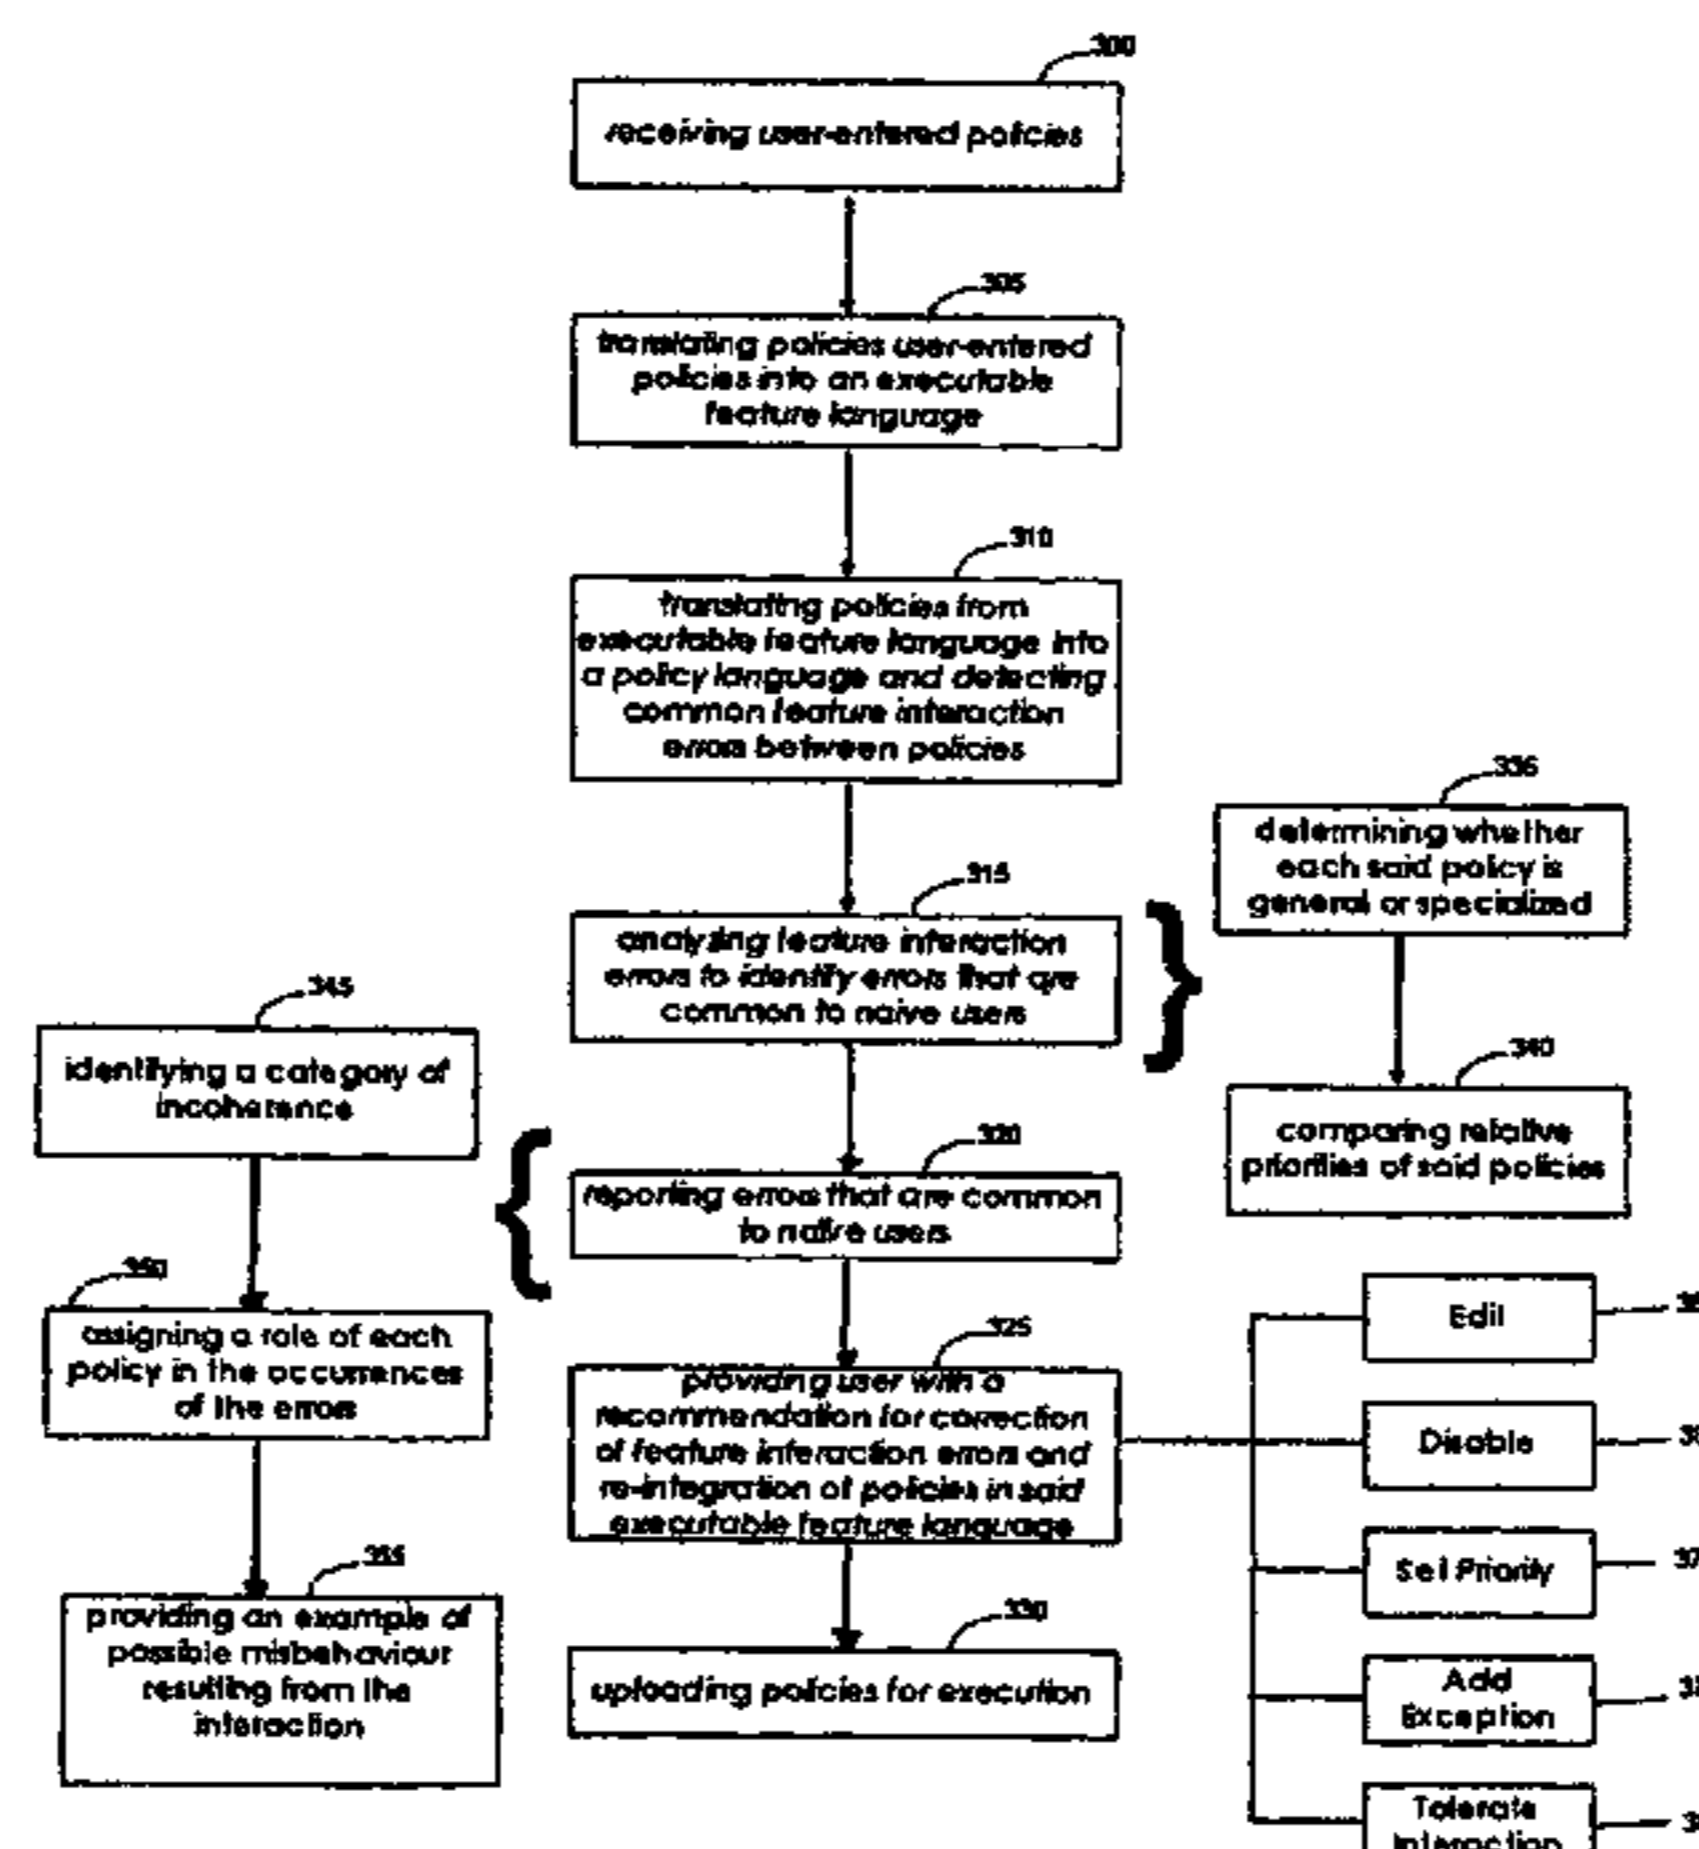 300
receiving user-entered policies
305
translating policies user-entered
policies into an executable
feature language
310
translating policies from
executable feature language into
a policy language and detecting
common feature interaction
errors between policies
315
analyzing feature interaction
errors to identify errors that are
common to naive users
335
determining whether
each said policy is
general or specialized
340
comparing relative
priorities of said policies
345
identifying a category of
incoherence
320
reporting errors that are common
to naive users
350
assigning a role of each
policy in the occurrences
of the errors
325
providing user with a
recommendation for correction
of feature interaction errors and
re-integration of policies in said
executable feature language
355
providing an example of
possible misbehaviour
resulting from the
interaction
330
uploading policies for execution
Edit
Disable
Set Priority
Add
Exception
Tolerate
Interaction